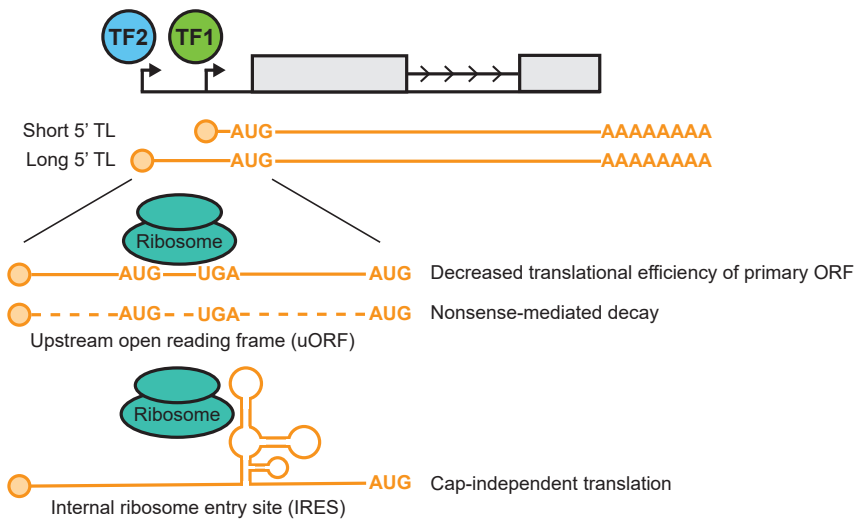 TF2 TF1
Short 5’ TL AUG AAAAAAAA
Long 5’ TL AUG AAAAAAAA
Ribosome
AUG UGA AUG Decreased translational efficiency of primary ORF
AUG UGA AUG Nonsense-mediated decay
Upstream open reading frame (uORF)
Ribosome
AUG Cap-independent translation
Internal ribosome entry site (IRES)